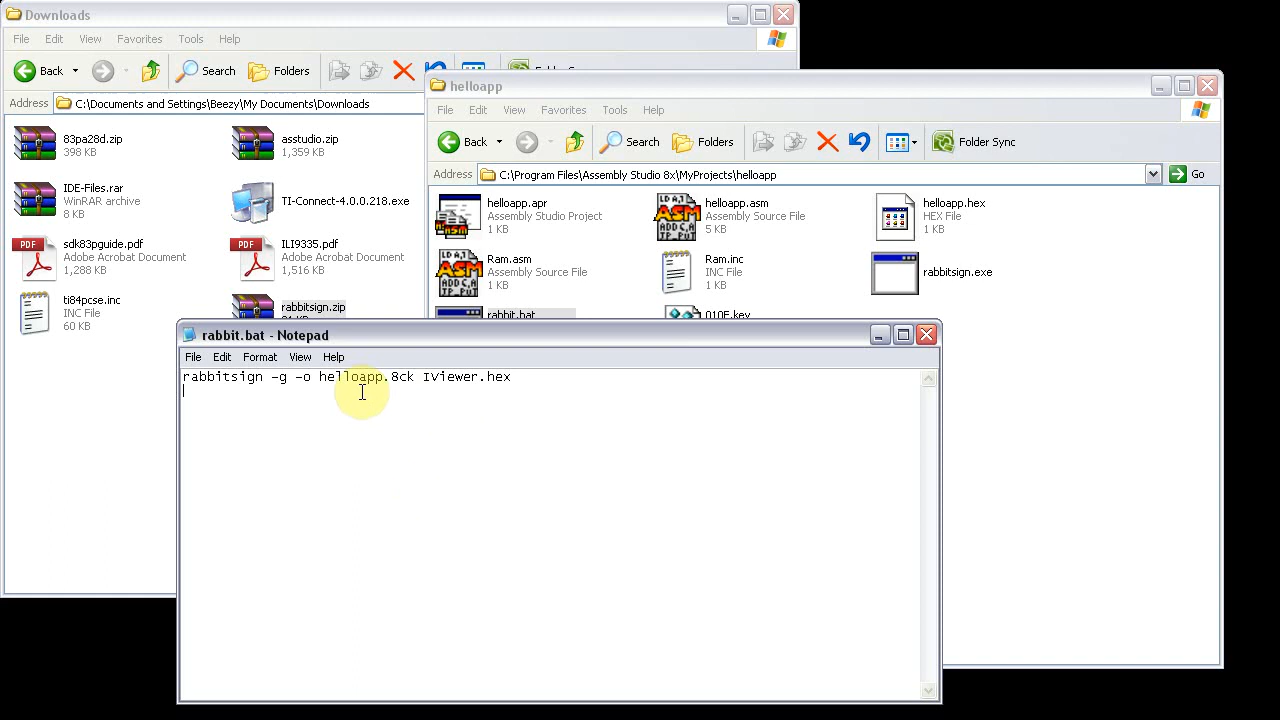 Downloads
File Edit View Favorites Tools Help
Back Search Folders
Address C:\Documents and Settings\Beezy\My Documents\Downloads
83pa28d.zip
398 KB
asstudio.zip
1,359 KB
IDE-Files.rar
WinRAR archive
8 KB
TI-Connect-4.0.0.218.exe
sdk83pguide.pdf
Adobe Acrobat Document
1,288 KB
ILI9335.pdf
Adobe Acrobat Document
1,516 KB
ti84pcse.inc
INC File
60 KB
rabbitsign.zip
helloapp
File Edit View Favorites Tools Help
Back Search Folders Folder Sync
Address C:\Program Files\Assembly Studio 8x\MyProjects\helloapp Go
helloapp.apr
Assembly Studio Project
1 KB
helloapp.asm
Assembly Source File
5 KB
helloapp.hex
HEX File
1 KB
Ram.asm
Assembly Source File
1 KB
Ram.inc
INC File
1 KB
rabbitsign.exe
rabbit.bat
010F.key
rabbit.bat - Notepad
File Edit Format View Help
rabbitsign -g -o helloapp.8ck IViewer.hex